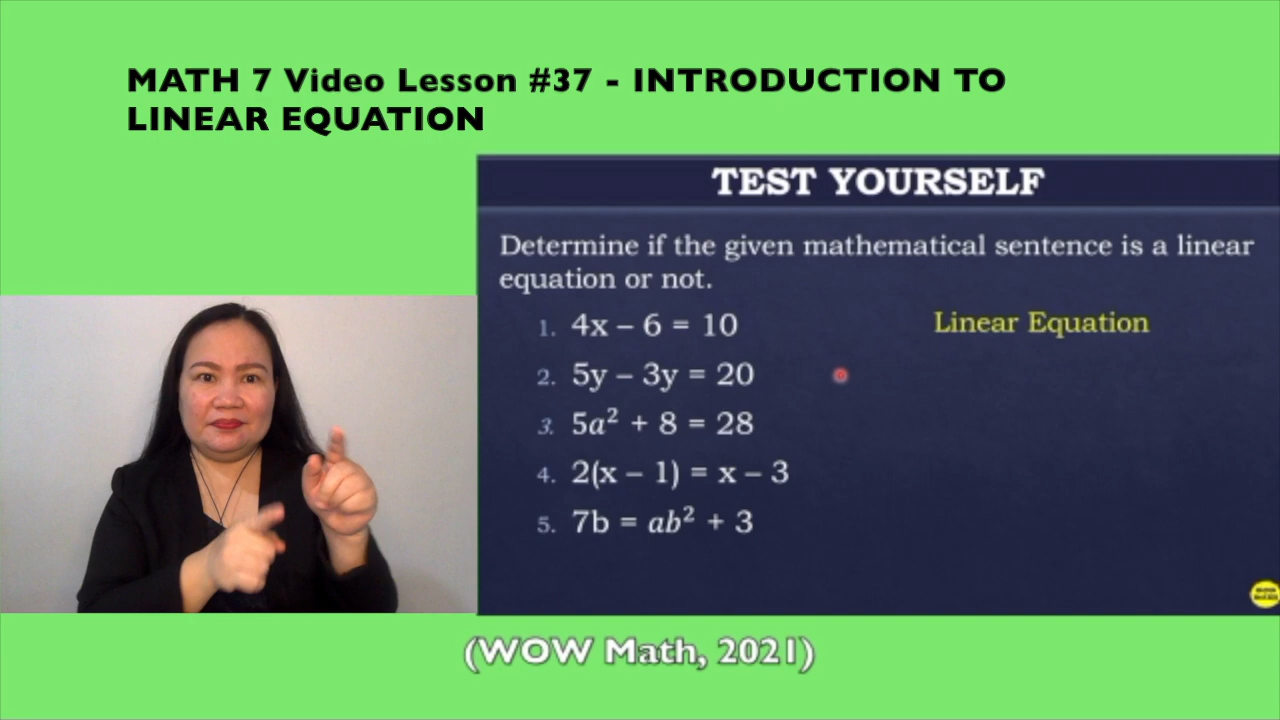 MATH 7 Video Lesson #37 - INTRODUCTION TO
LINEAR EQUATION
TEST YOURSELF
Determine if the given mathematical sentence is a linear
equation or not.
1. 4x – 6 = 10 Linear Equation
2. 5y – 3y = 20
3. 5a² + 8 = 28
4. 2(x – 1) = x – 3
5. 7b = ab² + 3
(WOW Math, 2021)